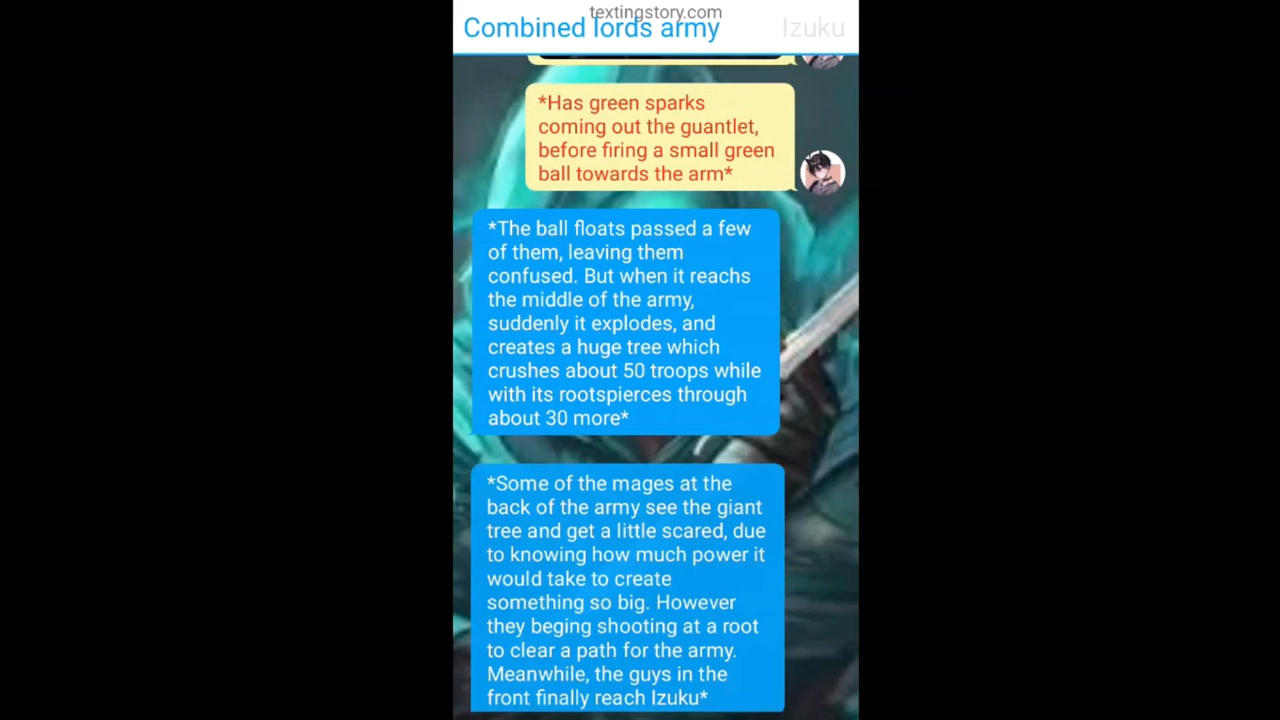 textingstory.com
Combined lords army
Izuku
*Has green sparks
coming out the guantlet,
before firing a small green
ball towards the arm*
*The ball floats passed a few
of them, leaving them
confused. But when it reachs
the middle of the army,
suddenly it explodes, and
creates a huge tree which
crushes about 50 troops while
with its rootspierces through
about 30 more*
*Some of the mages at the
back of the army see the giant
tree and get a little scared, due
to knowing how much power it
would take to create
something so big. However
they beging shooting at a root
to clear a path for the army.
Meanwhile, the guys in the
front finally reach Izuku*